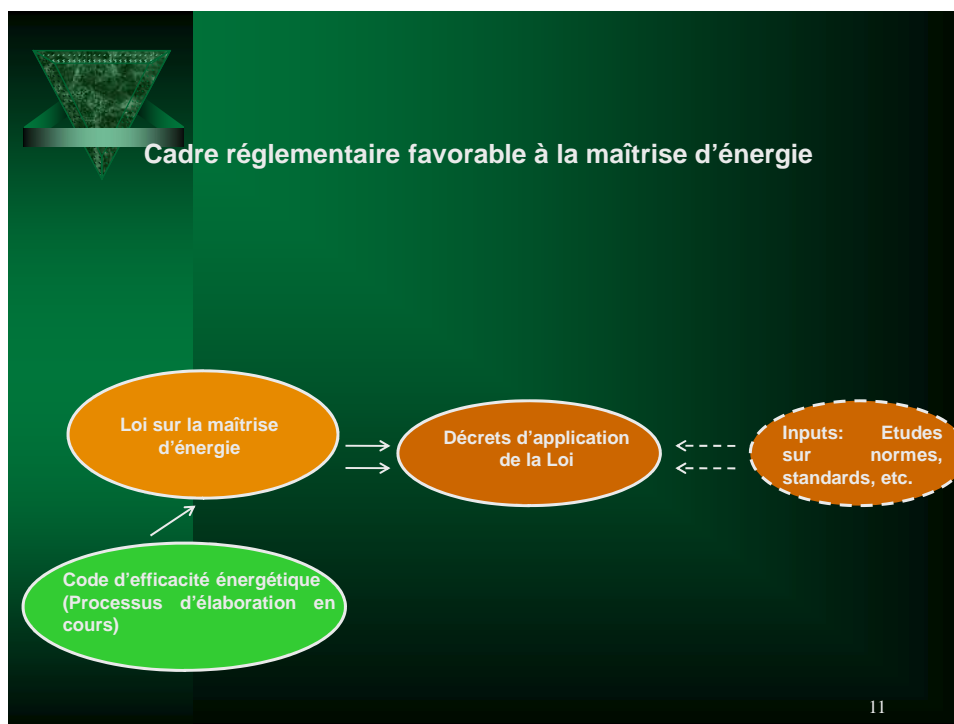 Cadre réglementaire favorable à la maîtrise d’énergie
Loi sur la maîtrise
d’énergie
Décrets d’application
de la Loi
Inputs: Etudes
sur normes,
standards, etc.
Code d’efficacité énergétique
(Processus d’élaboration en
cours)
11